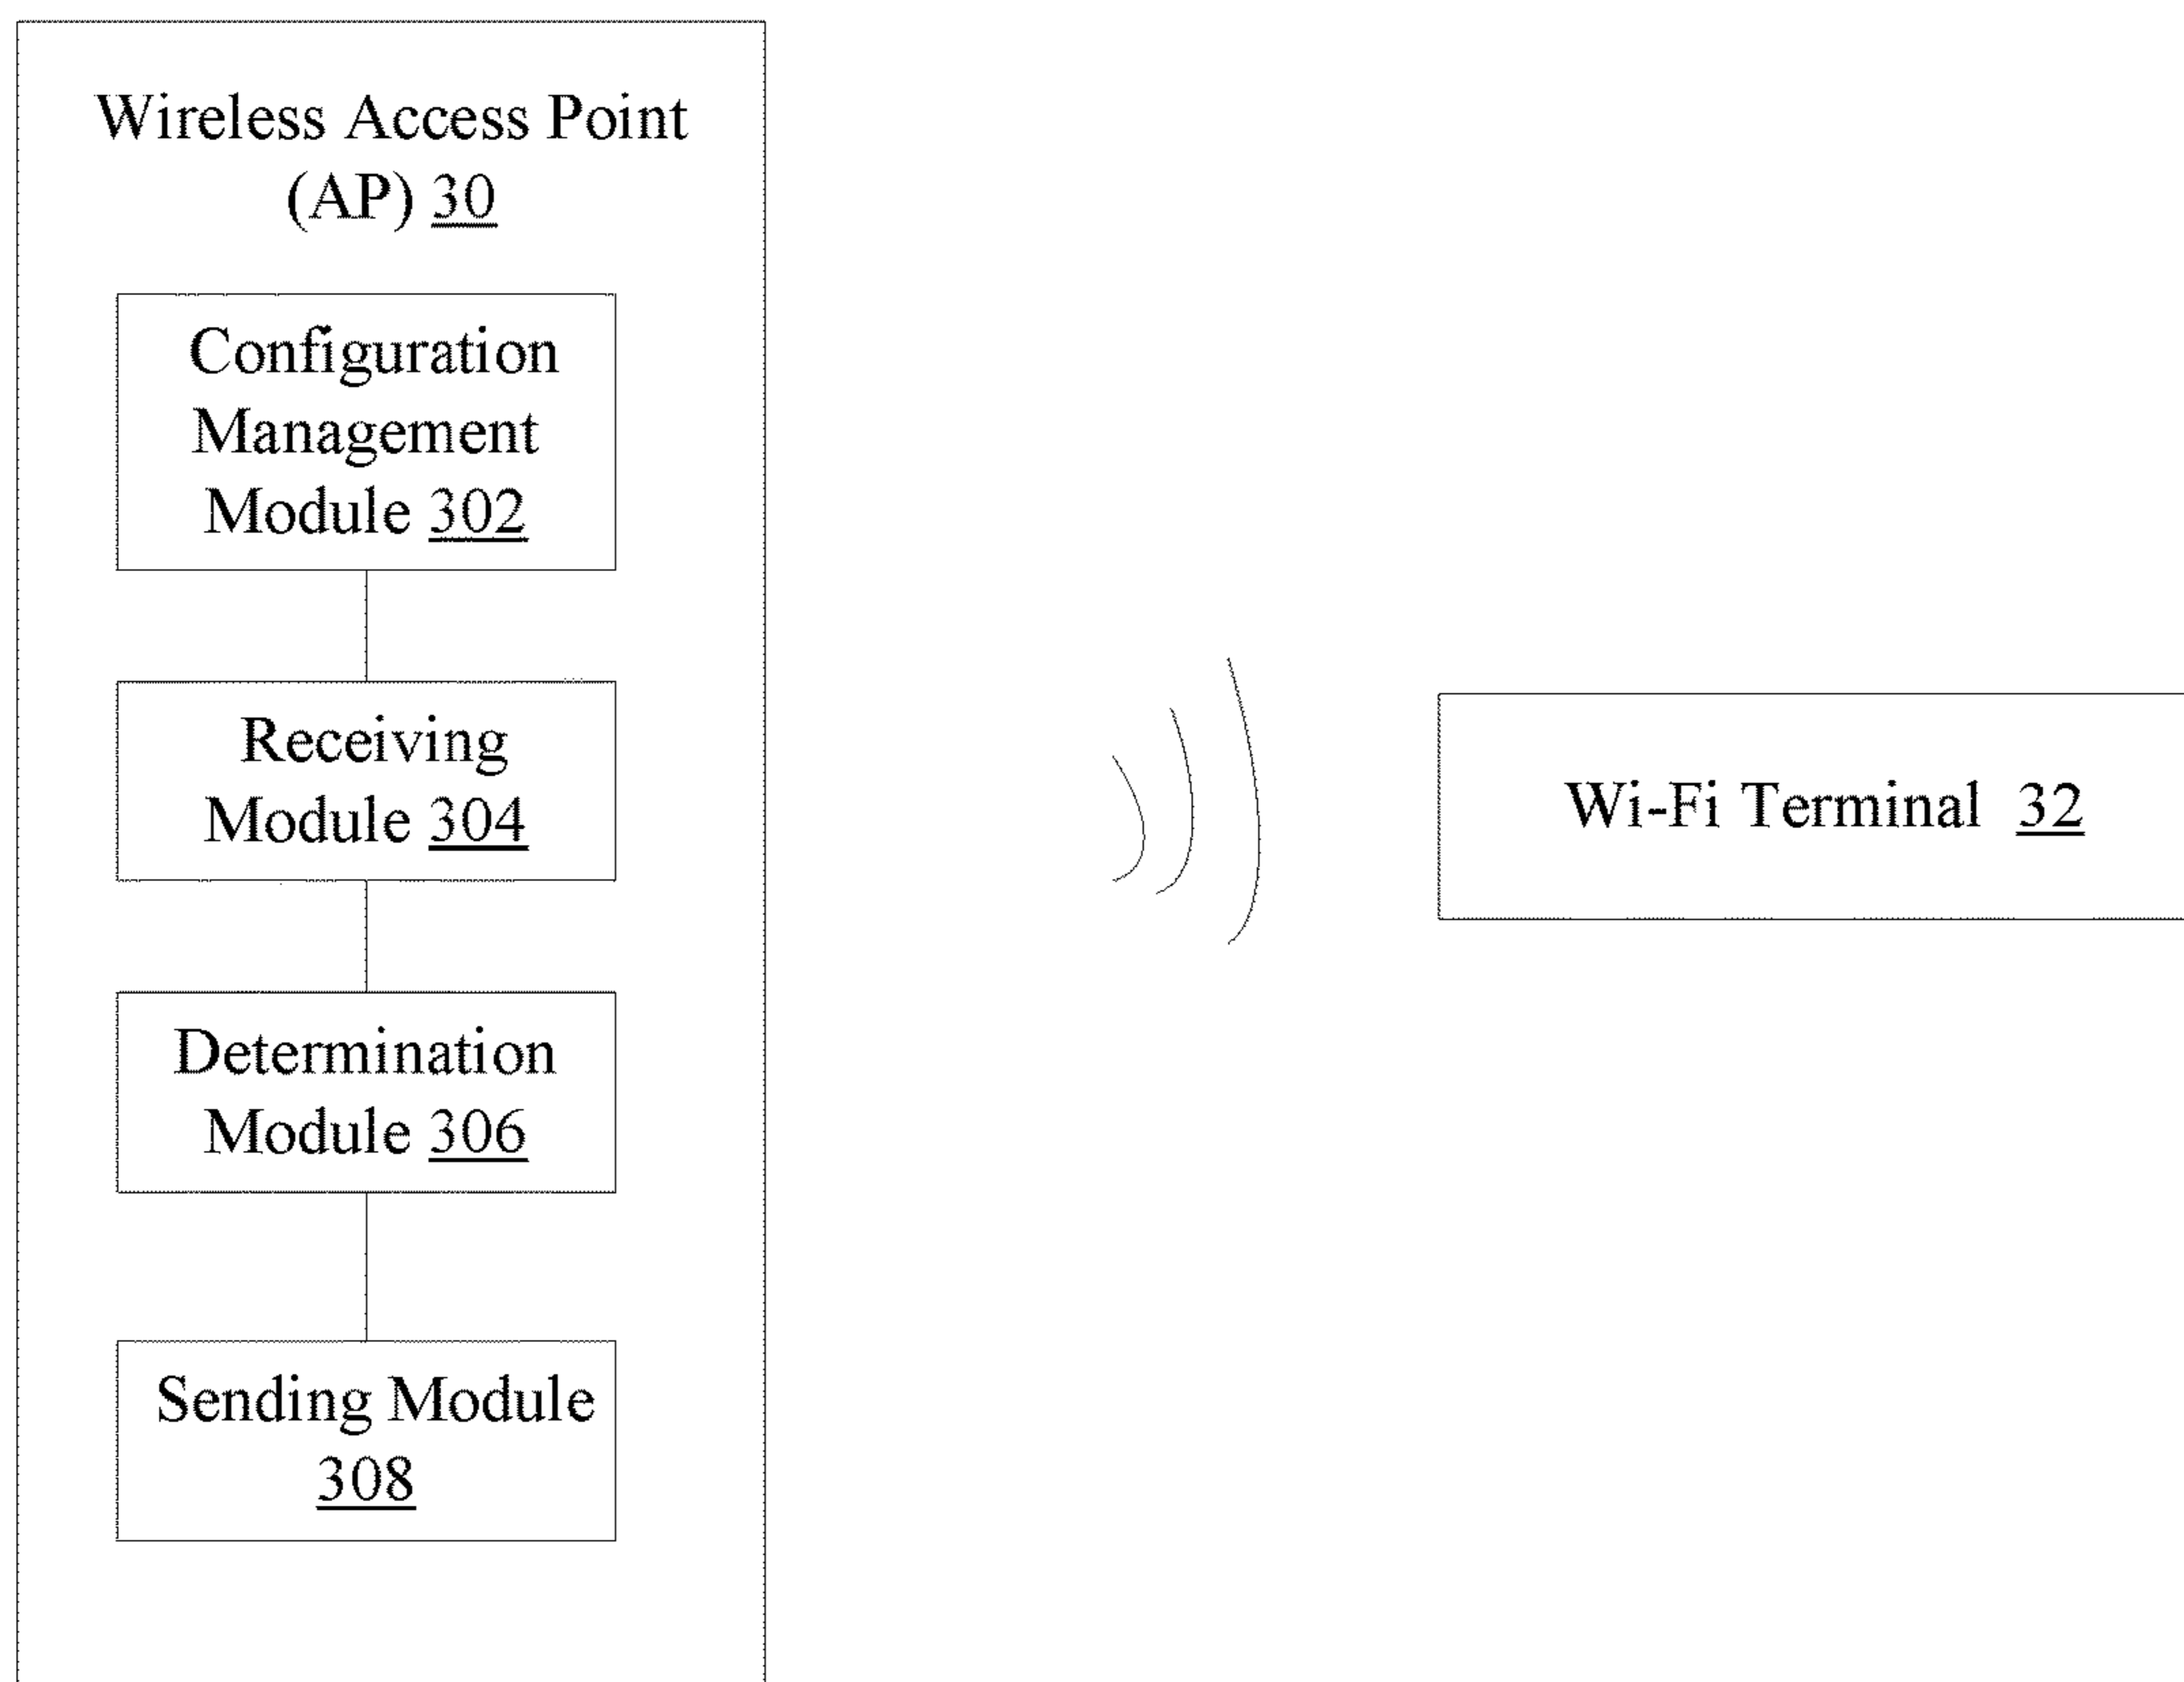 Wireless Access Point
(AP) 30
Configuration
Management
Module 302
Receiving
Module 304
Determination
Module 306
Sending Module
308
Wi-Fi Terminal 32